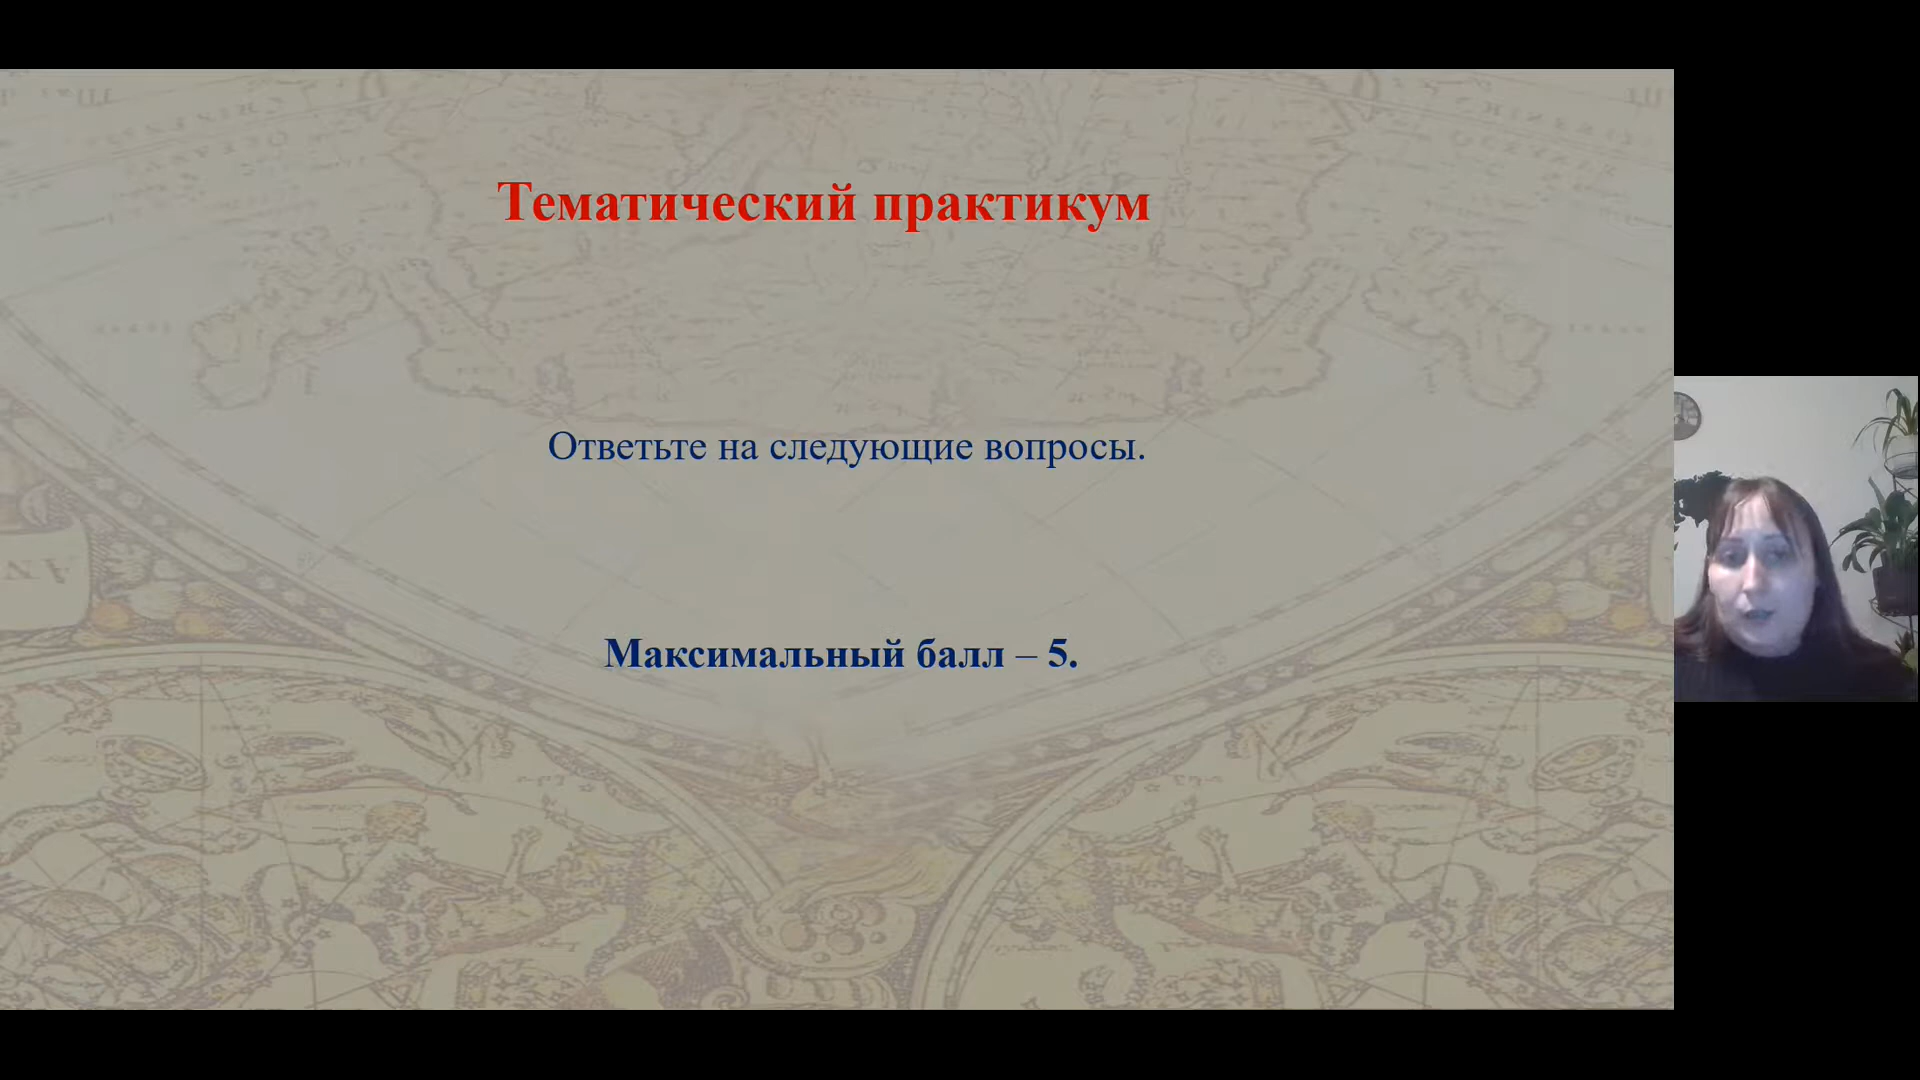 Тематический практикум
Ответьте на следующие вопросы.
Максимальный балл – 5.